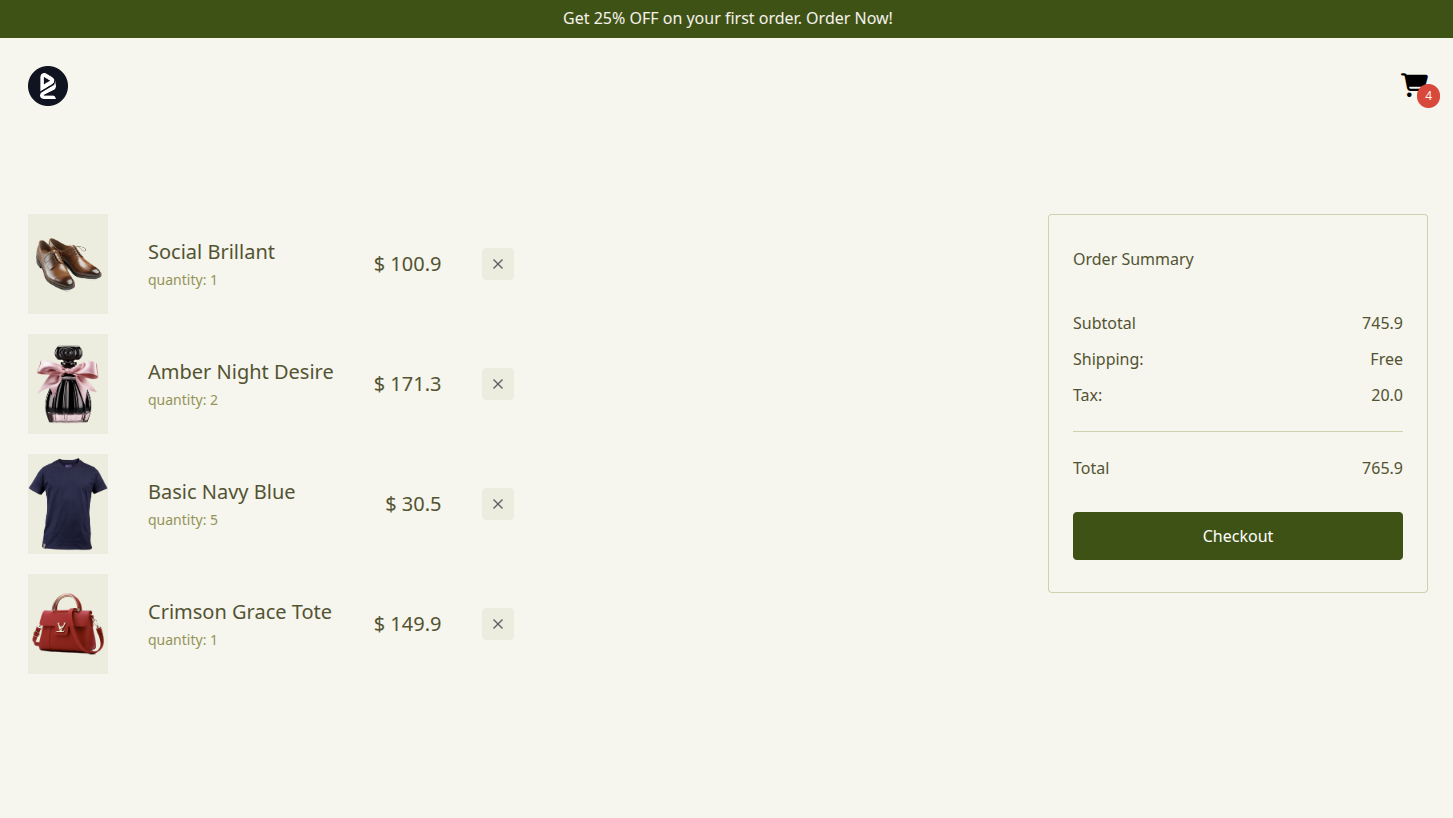 Get 25% OFF on your first order. Order Now!
4
Social Brillant
quantity: 1
$ 100.9
Amber Night Desire
quantity: 2
$ 171.3
Basic Navy Blue
quantity: 5
$ 30.5
Crimson Grace Tote
quantity: 1
$ 149.9
Order Summary
Subtotal 745.9
Shipping: Free
Tax: 20.0
Total 765.9
Checkout